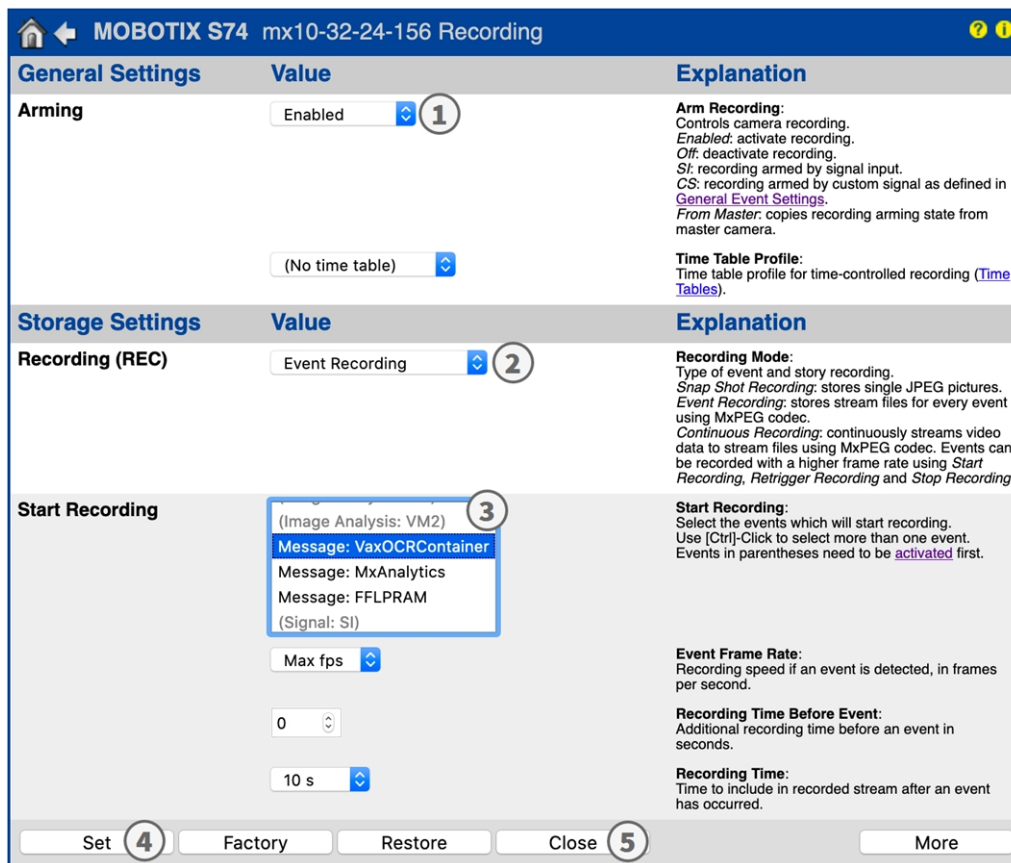 MOBOTIX S74 mx10-32-24-156 Recording ? i
General Settings Value Explanation
Arming
Enabled 1
Arm Recording:
Controls camera recording.
Enabled: activate recording.
Off: deactivate recording.
SI: recording armed by signal input.
CS: recording armed by custom signal as defined in
General Event Settings.
From Master: copies recording arming state from
master camera.
(No time table)
Time Table Profile:
Time table profile for time-controlled recording (Time
Tables).
Storage Settings Value Explanation
Recording (REC)
Event Recording 2
Recording Mode:
Type of event and story recording.
Snap Shot Recording: stores single JPEG pictures.
Event Recording: stores stream files for every event
using MxPEG codec.
Continuous Recording: continuously streams video
data to stream files using MxPEG codec. Events can
be recorded with a higher frame rate using Start
Recording, Retrigger Recording and Stop Recording
Start Recording
3
(Image Analysis: VM2)
Message: VaxOCRContainer
Message: MxAnalytics
Message: FFLPRAM
(Signal: SI)
Start Recording:
Select the events which will start recording.
Use [Ctrl]-Click to select more than one event.
Events in parentheses need to be activated first.
Max fps
Event Frame Rate:
Recording speed if an event is detected, in frames
per second.
0
Recording Time Before Event:
Additional recording time before an event in
seconds.
10 s
Recording Time:
Time to include in recorded stream after an event
has occurred.
Set 4 Factory Restore Close 5 More